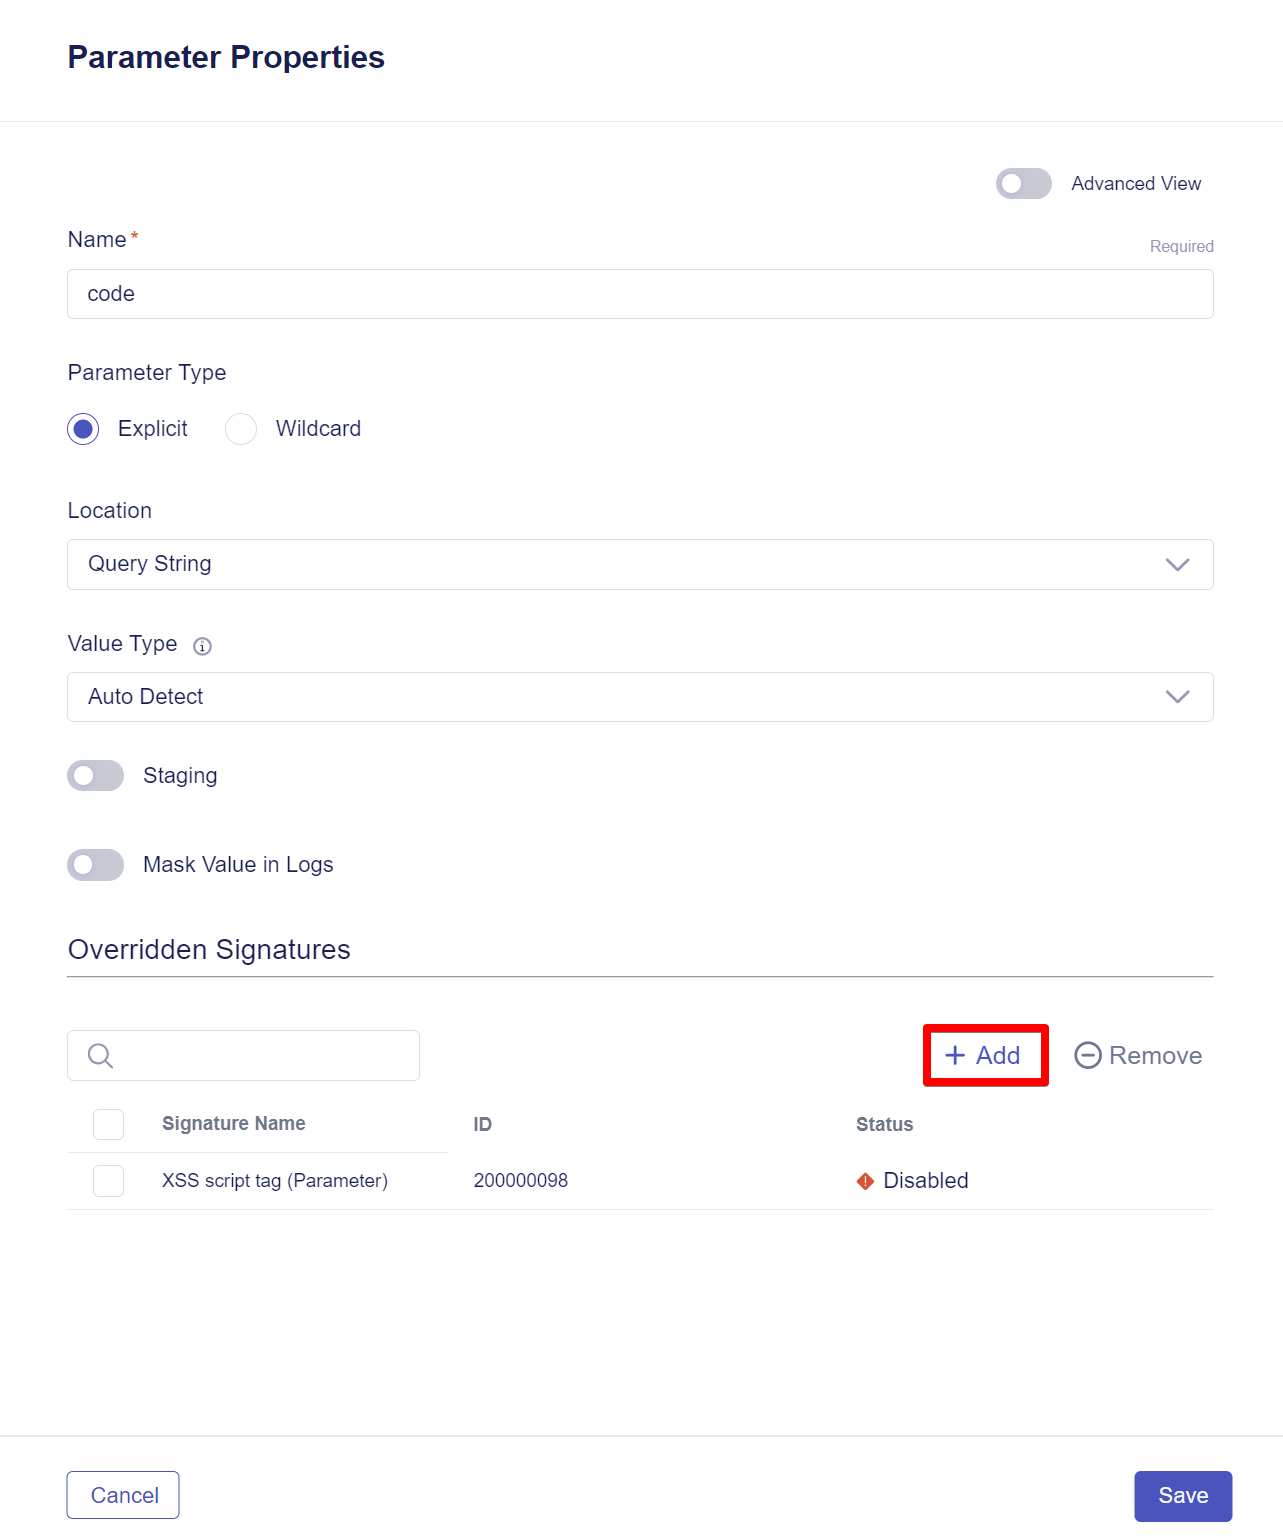 Parameter Properties
Advanced View
Name*
Required
code
Parameter Type
Explicit Wildcard
Location
Query String
Value Type
Auto Detect
Staging
Mask Value in Logs
Overridden Signatures
+ Add Remove
Signature Name ID Status
XSS script tag (Parameter) 200000098 Disabled
Cancel Save